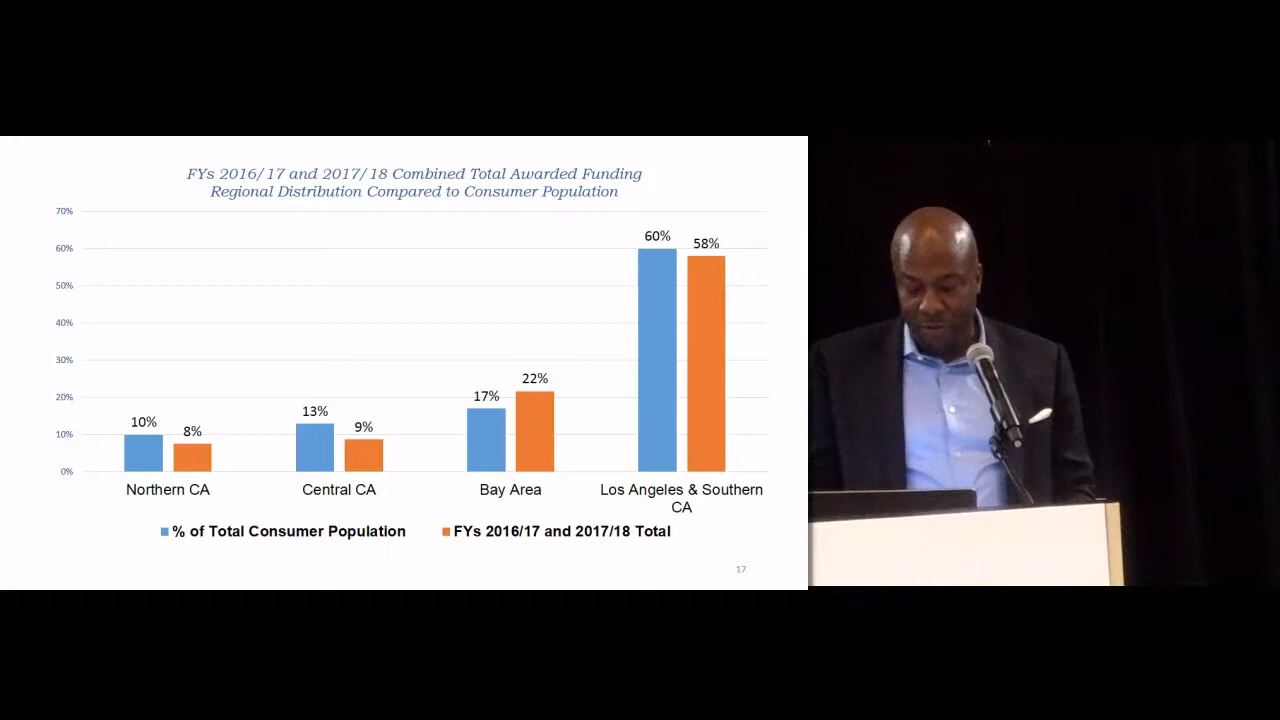 FYs 2016/17 and 2017/18 Combined Total Awarded Funding
Regional Distribution Compared to Consumer Population
70%
60%
50%
40%
30%
20%
10%
0%
10%
8%
13%
9%
17%
22%
60%
58%
Northern CA
Central CA
Bay Area
Los Angeles & Southern
CA
% of Total Consumer Population
FYs 2016/17 and 2017/18 Total
17